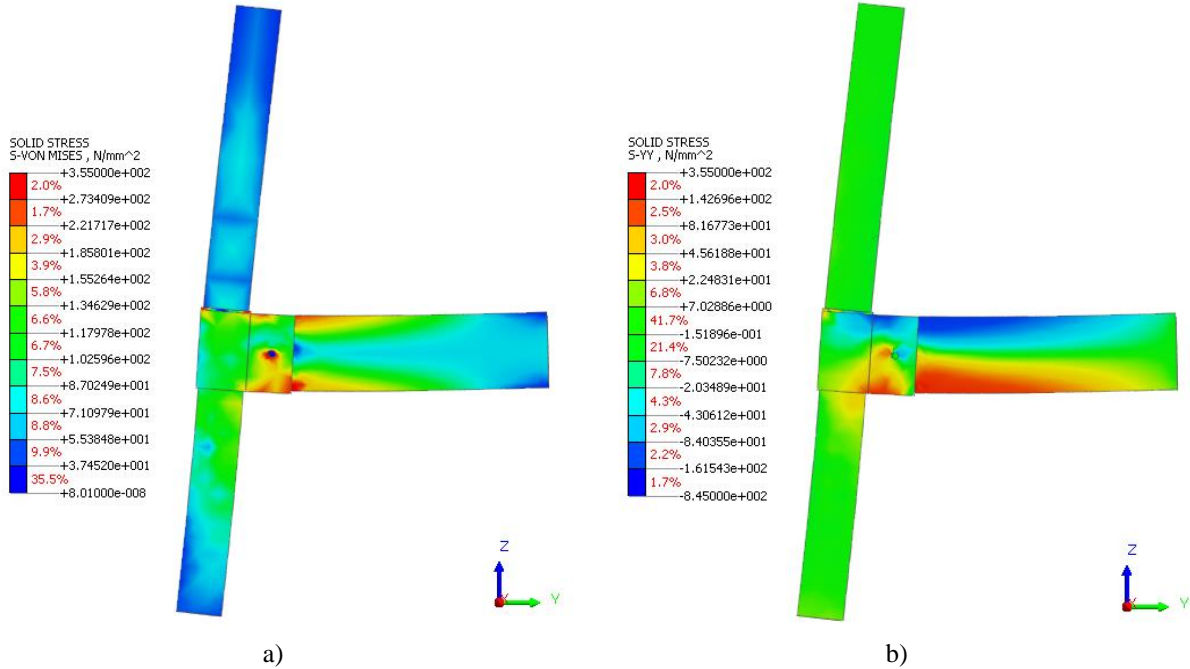 SOLID STRESS
S-VON MISES , N/mm^2
+3.55000e+002
2.0%
+2.73409e+002
1.7%
+2.21717e+002
2.9%
+1.85801e+002
3.9%
+1.55264e+002
5.8%
+1.34629e+002
6.6%
+1.17978e+002
6.7%
+1.02596e+002
7.5%
+8.70249e+001
8.6%
+7.10979e+001
8.8%
+5.53848e+001
9.9%
+3.74520e+001
35.5%
+8.01000e-008
Z
Y
a)
SOLID STRESS
S-YY , N/mm^2
+3.55000e+002
2.0%
+1.42696e+002
2.5%
+8.16773e+001
3.0%
+4.56188e+001
3.8%
+2.24831e+001
6.8%
+7.02886e+000
41.7%
-1.51896e-001
21.4%
-7.50232e+000
7.8%
-2.03489e+001
4.3%
-4.30612e+001
2.9%
-8.40355e+001
2.2%
-1.61543e+002
1.7%
-8.45000e+002
Z
Y
b)